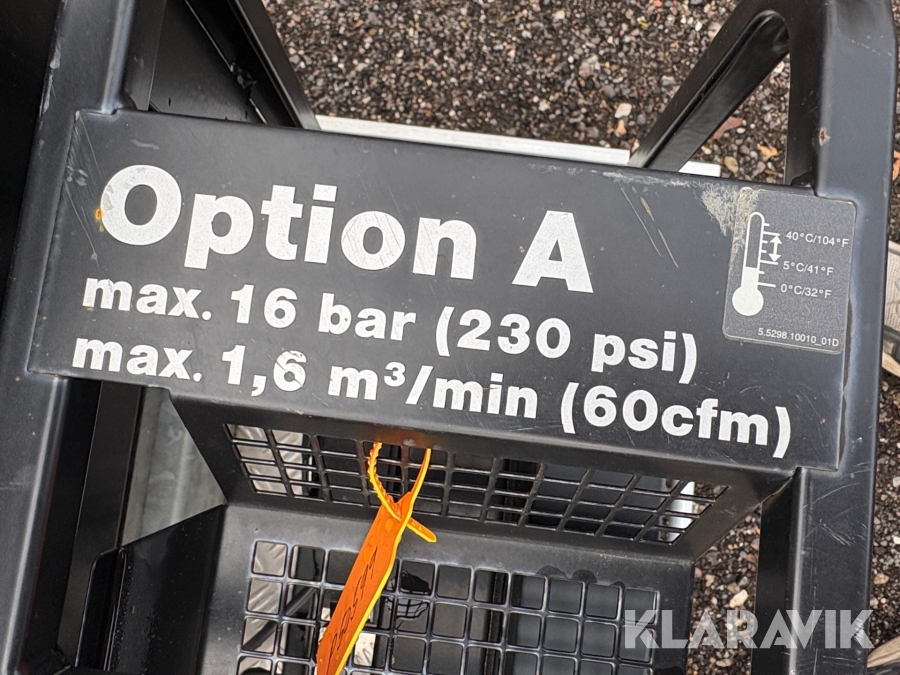 Option A
max. 16 bar (230 psi)
max. 1,6 m³/min (60cfm)
40°C/104°F
5°C/41°F
0°C/32°F
5.5298.10010_01D
KLARAVIK